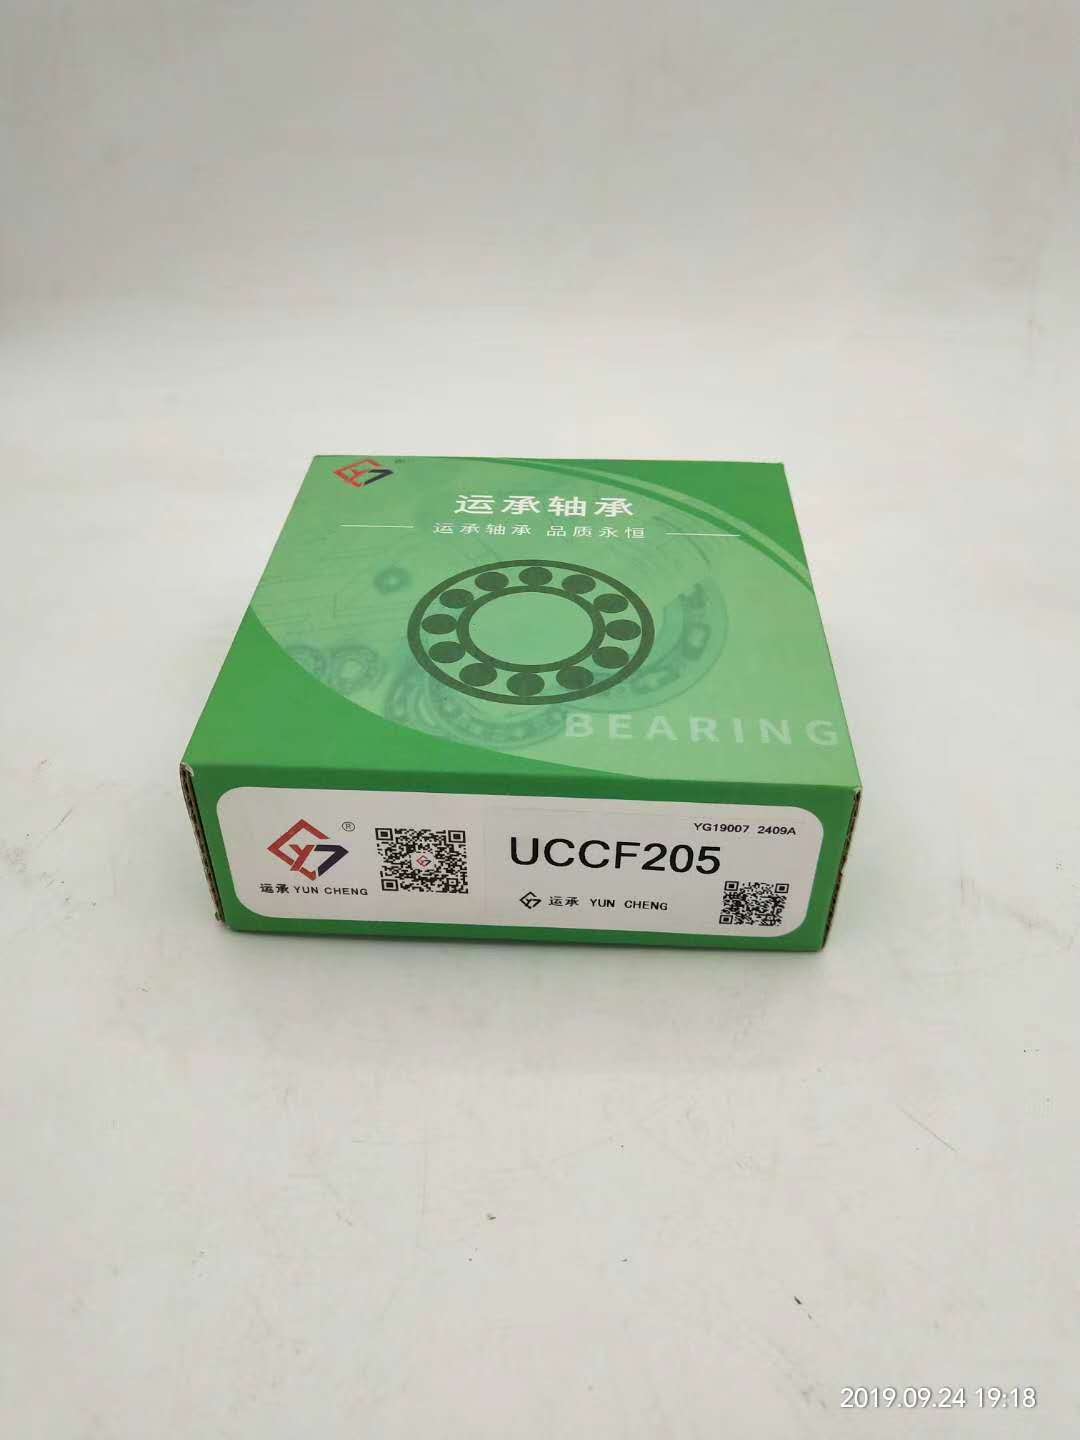 运承轴承
运承轴承 品质永恒
BEARING
®
运承 YUN CHENG
YG19007 2409A
UCCF205
运承 YUN CHENG
2019.09.24 19:18